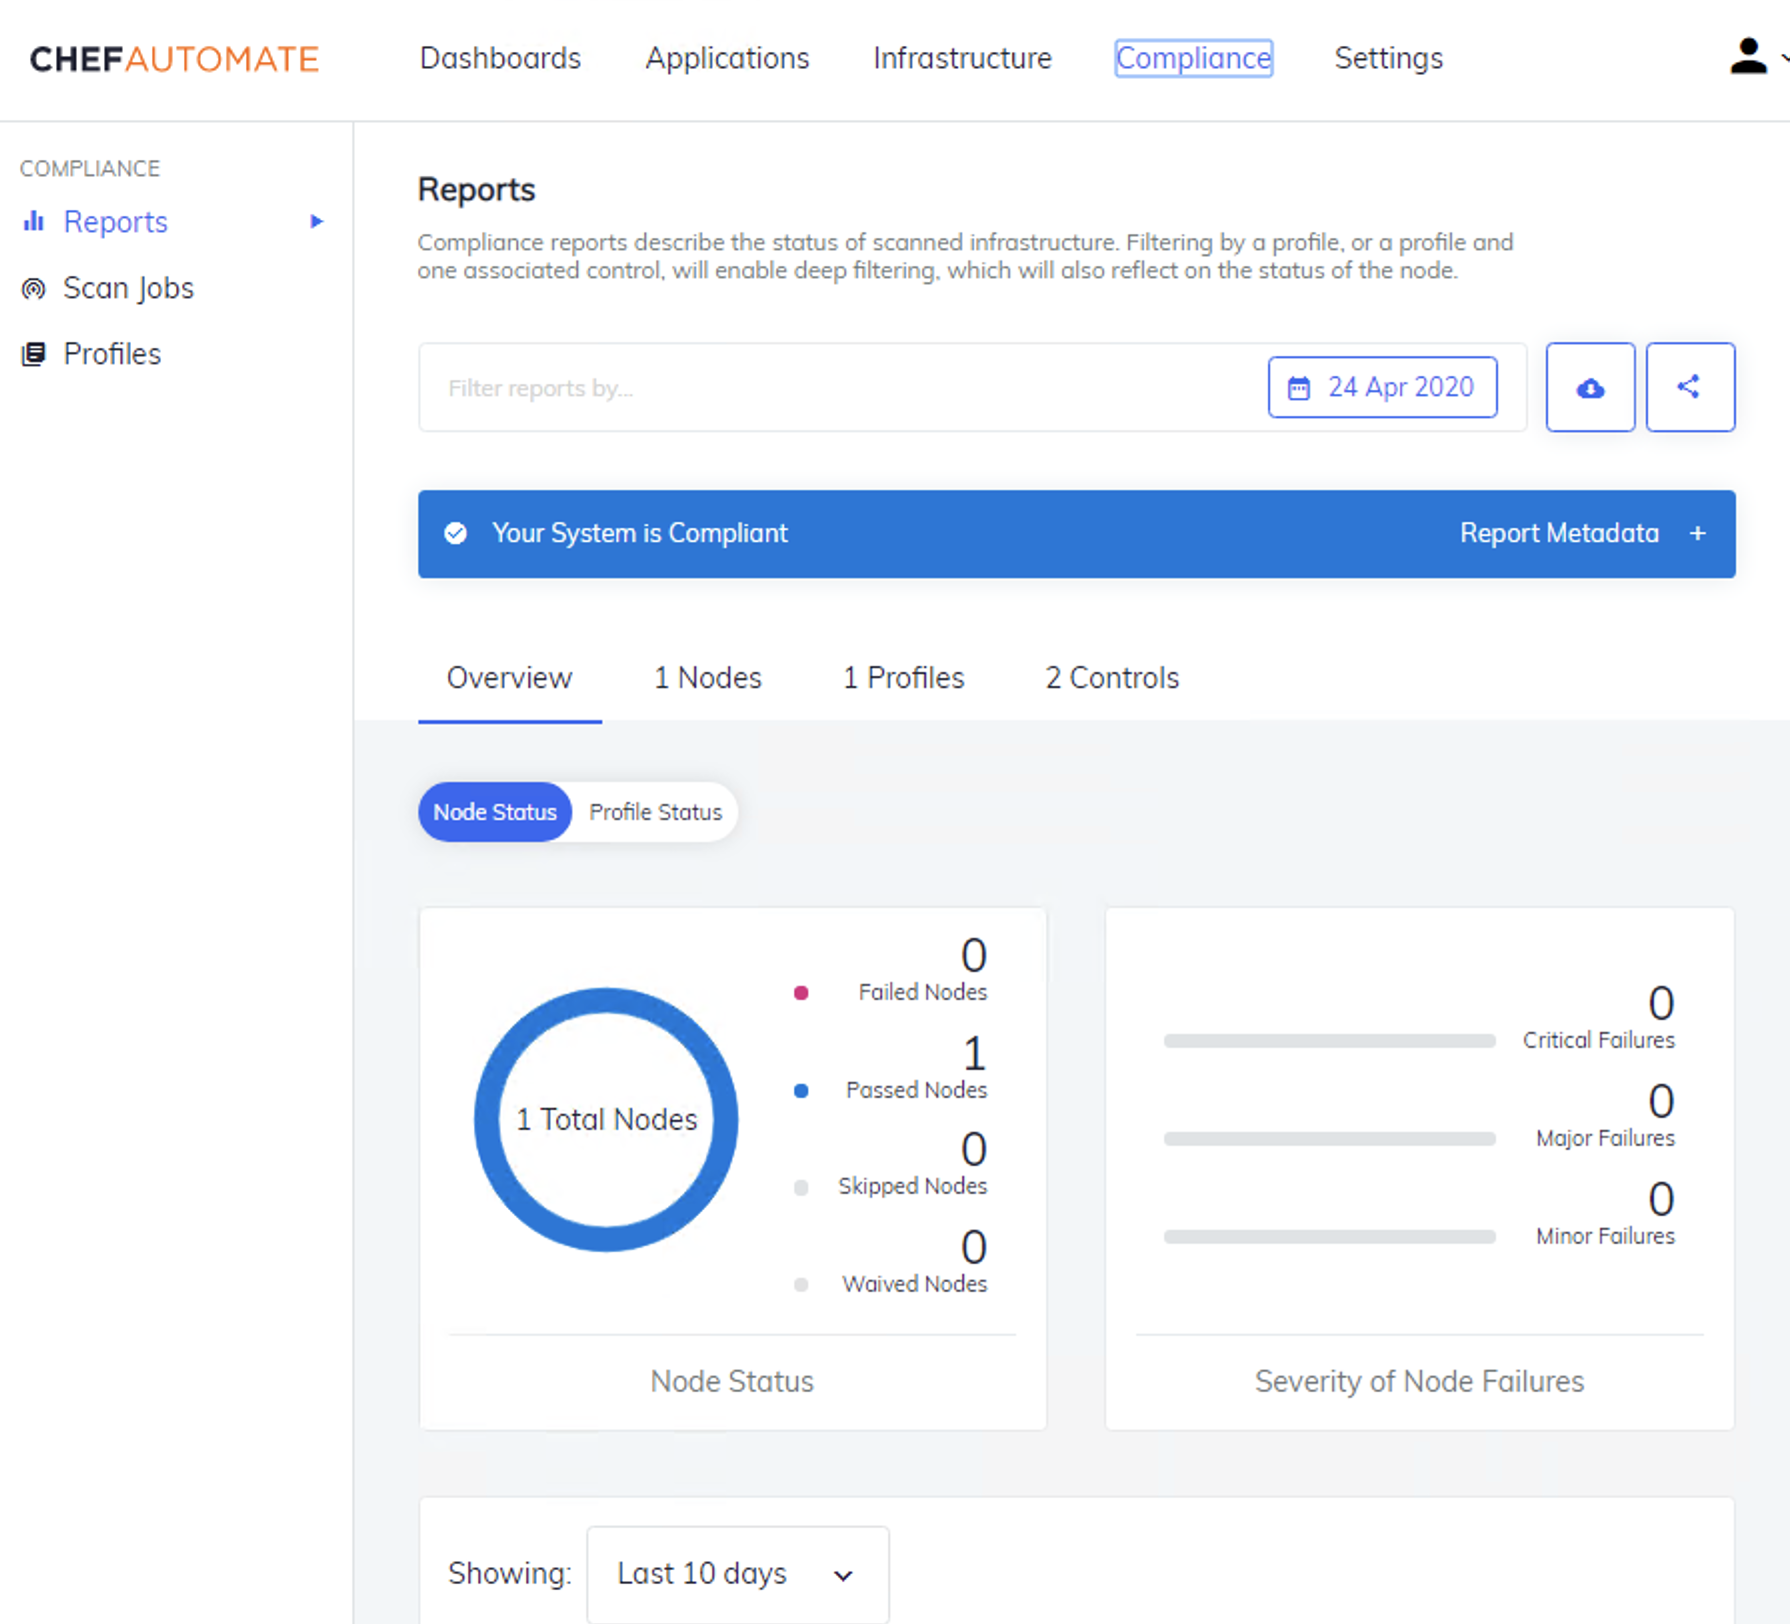 CHEFAUTOMATE
Dashboards
Applications
Infrastructure
Compliance
Settings
COMPLIANCE
Reports
Scan Jobs
Profiles
Reports
Compliance reports describe the status of scanned infrastructure. Filtering by a profile, or a profile and
one associated control, will enable deep filtering, which will also reflect on the status of the node.
Filter reports by...
24 Apr 2020
Your System is Compliant
Report Metadata +
Overview
1 Nodes
1 Profiles
2 Controls
Node Status
Profile Status
1 Total Nodes
0
Failed Nodes
1
Passed Nodes
0
Skipped Nodes
0
Waived Nodes
Node Status
0
Critical Failures
0
Major Failures
0
Minor Failures
Severity of Node Failures
Showing:
Last 10 days